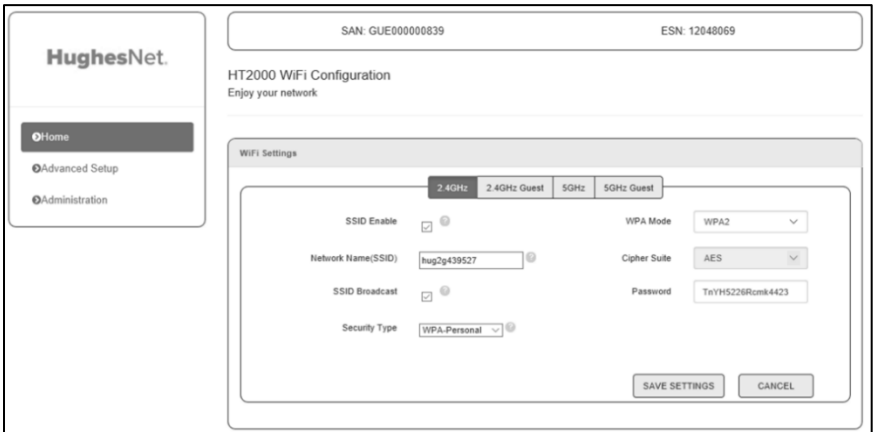 SAN: GUE000000839 ESN: 12048069
HughesNet.
HT2000 WiFi Configuration
Enjoy your network
Home
Advanced Setup
Administration
WiFi Settings
2.4GHz 2.4GHz Guest 5GHz 5GHz Guest
SSID Enable WPA Mode WPA2
Network Name(SSID) hug2g439527 Cipher Suite AES
SSID Broadcast Password TnYH5226Rcmk4423
Security Type WPA-Personal
SAVE SETTINGS CANCEL